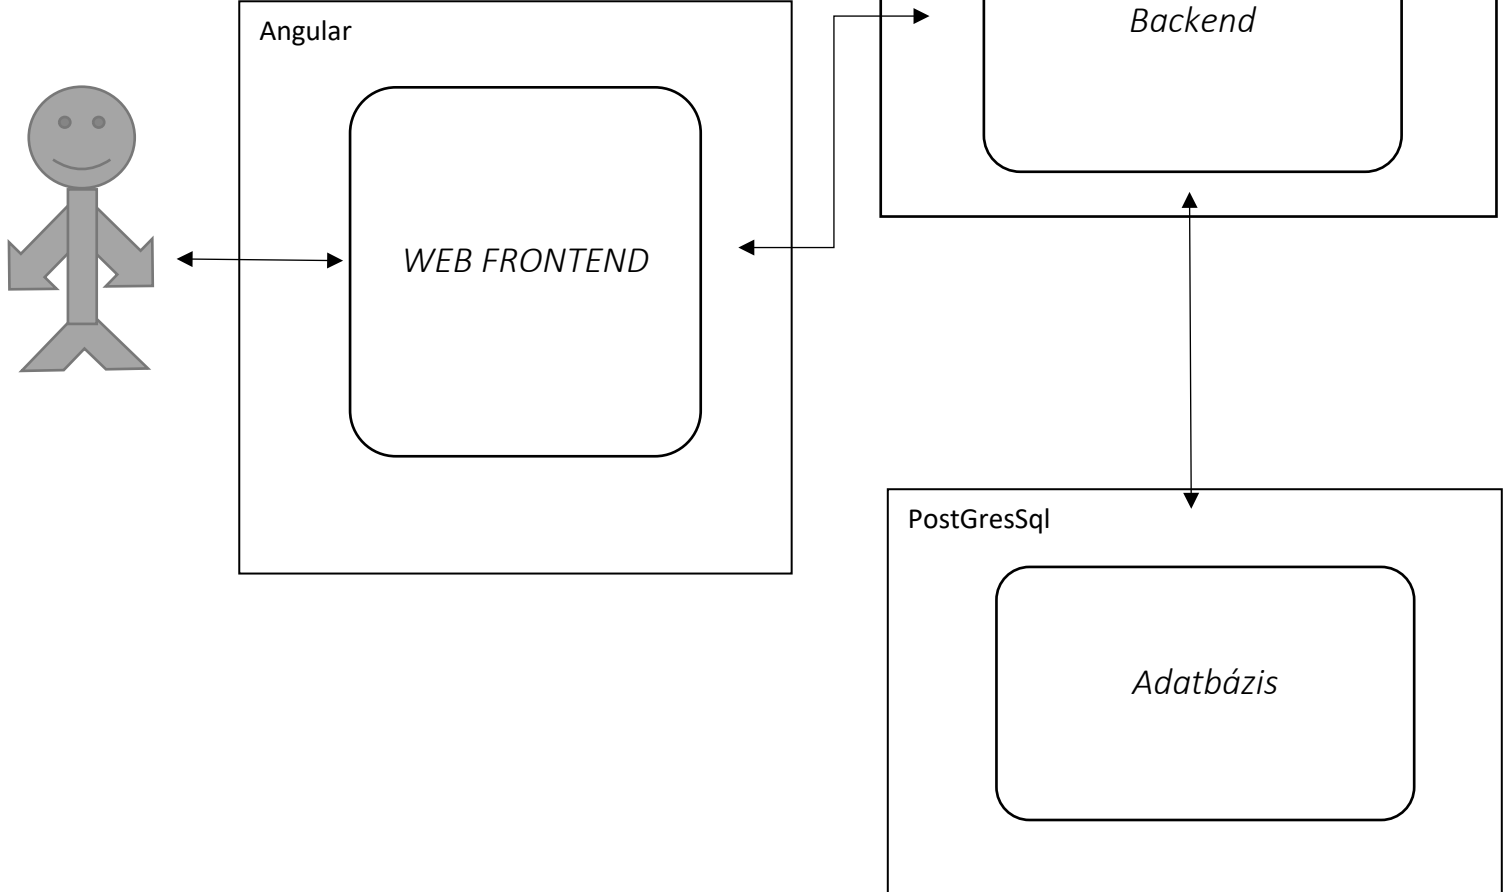 Angular
Backend
WEB FRONTEND
PostGresSql
Adatbázis